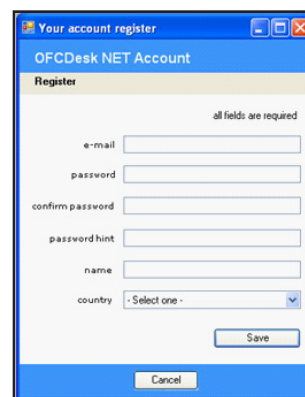 Your account register
OFCDesk NET Account
Register
all fields are required
e-mail
password
confirm password
password hint
name
country - Select one -
Save
Cancel